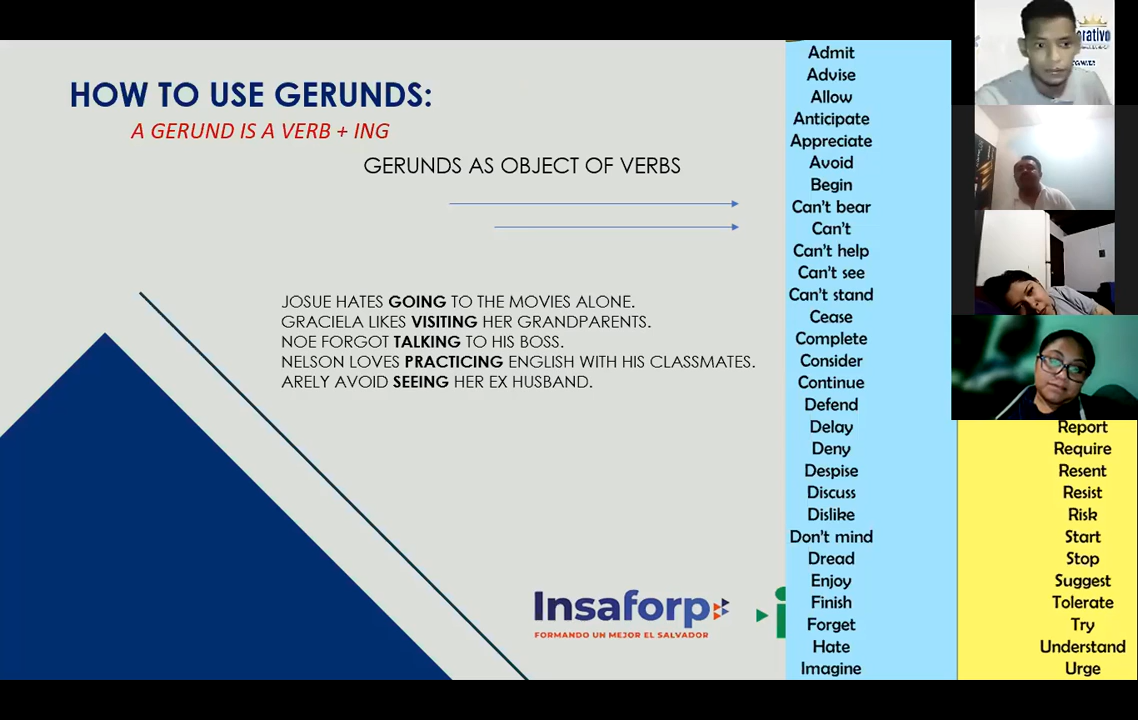 HOW TO USE GERUNDS:
A GERUND IS A VERB + ING
GERUNDS AS OBJECT OF VERBS
JOSUE HATES GOING TO THE MOVIES ALONE.
GRACIELA LIKES VISITING HER GRANDPARENTS.
NOE FORGOT TALKING TO HIS BOSS.
NELSON LOVES PRACTICING ENGLISH WITH HIS CLASSMATES.
ARELY AVOID SEEING HER EX HUSBAND.
Insaforp
FORMANDO UN MEJOR EL SALVADOR
Admit
Advise
Allow
Anticipate
Appreciate
Avoid
Begin
Can't bear
Can't
Can't help
Can't see
Can't stand
Cease
Complete
Consider
Continue
Defend
Delay
Deny
Despise
Discuss
Dislike
Don't mind
Dread
Enjoy
Finish
Forget
Hate
Imagine
Report
Require
Resent
Resist
Risk
Start
Stop
Suggest
Tolerate
Try
Understand
Urge